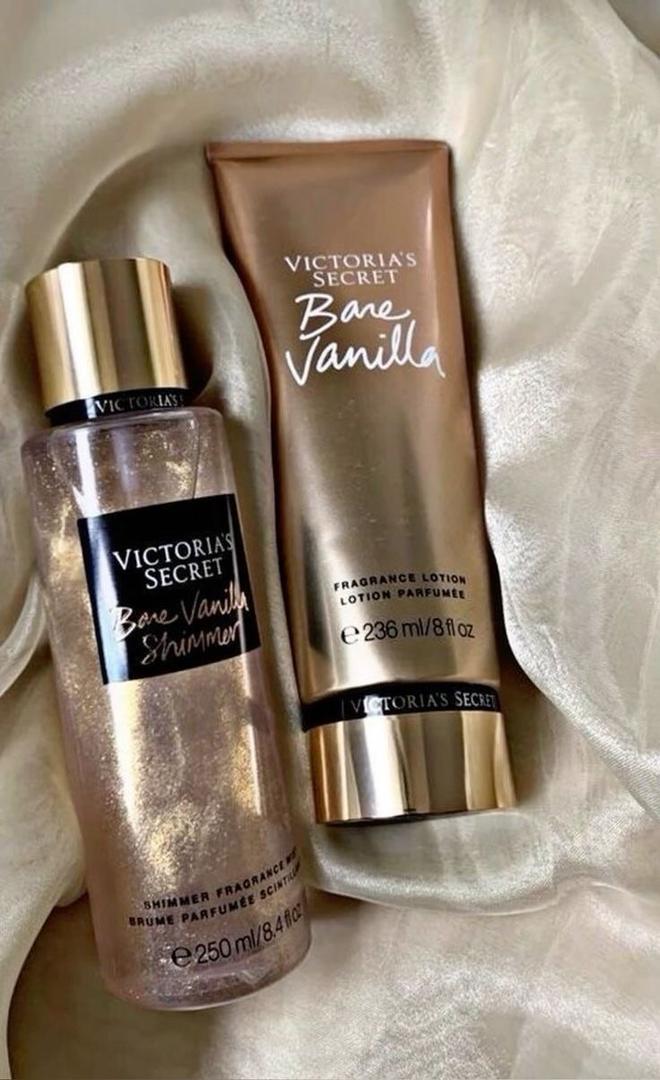 VICTORIA'S
SECRET
Bare
Vanilla
FRAGRANCE LOTION
LOTION PARFUMÉE
e 236 ml/8 fl oz
VICTORIA'S SECRET
VICTORIA'S
VICTORIA'S
SECRET
Bare Vanilla
Shimmer
SHIMMER FRAGRANCE MIST
BRUME PARFUMÉE
e 250 ml/8.4 fl oz